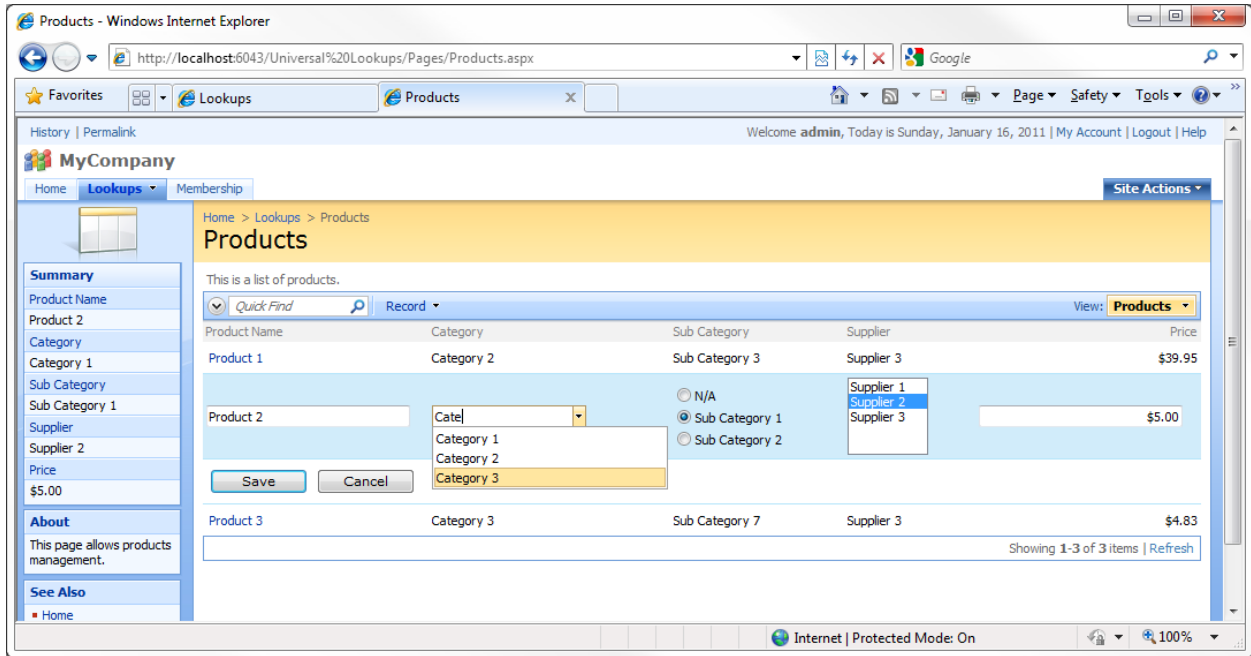 Products - Windows Internet Explorer
http://localhost:6043/Universal%20Lookups/Pages/Products.aspx
Google
Favorites
Lookups
Products
x
Page
Safety
Tools
»
History | Permalink
Welcome admin, Today is Sunday, January 16, 2011 | My Account | Logout | Help
MyCompany
Home
Lookups
Membership
Site Actions
Home > Lookups > Products
Products
Summary
Product Name
Product 2
Category
Category 1
Sub Category
Sub Category 1
Supplier
Supplier 2
Price
$5.00
About
This page allows products
management.
See Also
Home
This is a list of products.
Quick Find
Record
View: Products
Product Name Category Sub Category Supplier Price
Product 1 Category 2 Sub Category 3 Supplier 3 $39.95
Product 2
Cate
Category 1
Category 2
Category 3
N/A
Sub Category 1
Sub Category 2
Supplier 1
Supplier 2
Supplier 3
$5.00
Save
Cancel
Product 3 Category 3 Sub Category 7 Supplier 3 $4.83
Showing 1-3 of 3 items | Refresh
Internet | Protected Mode: On
100%